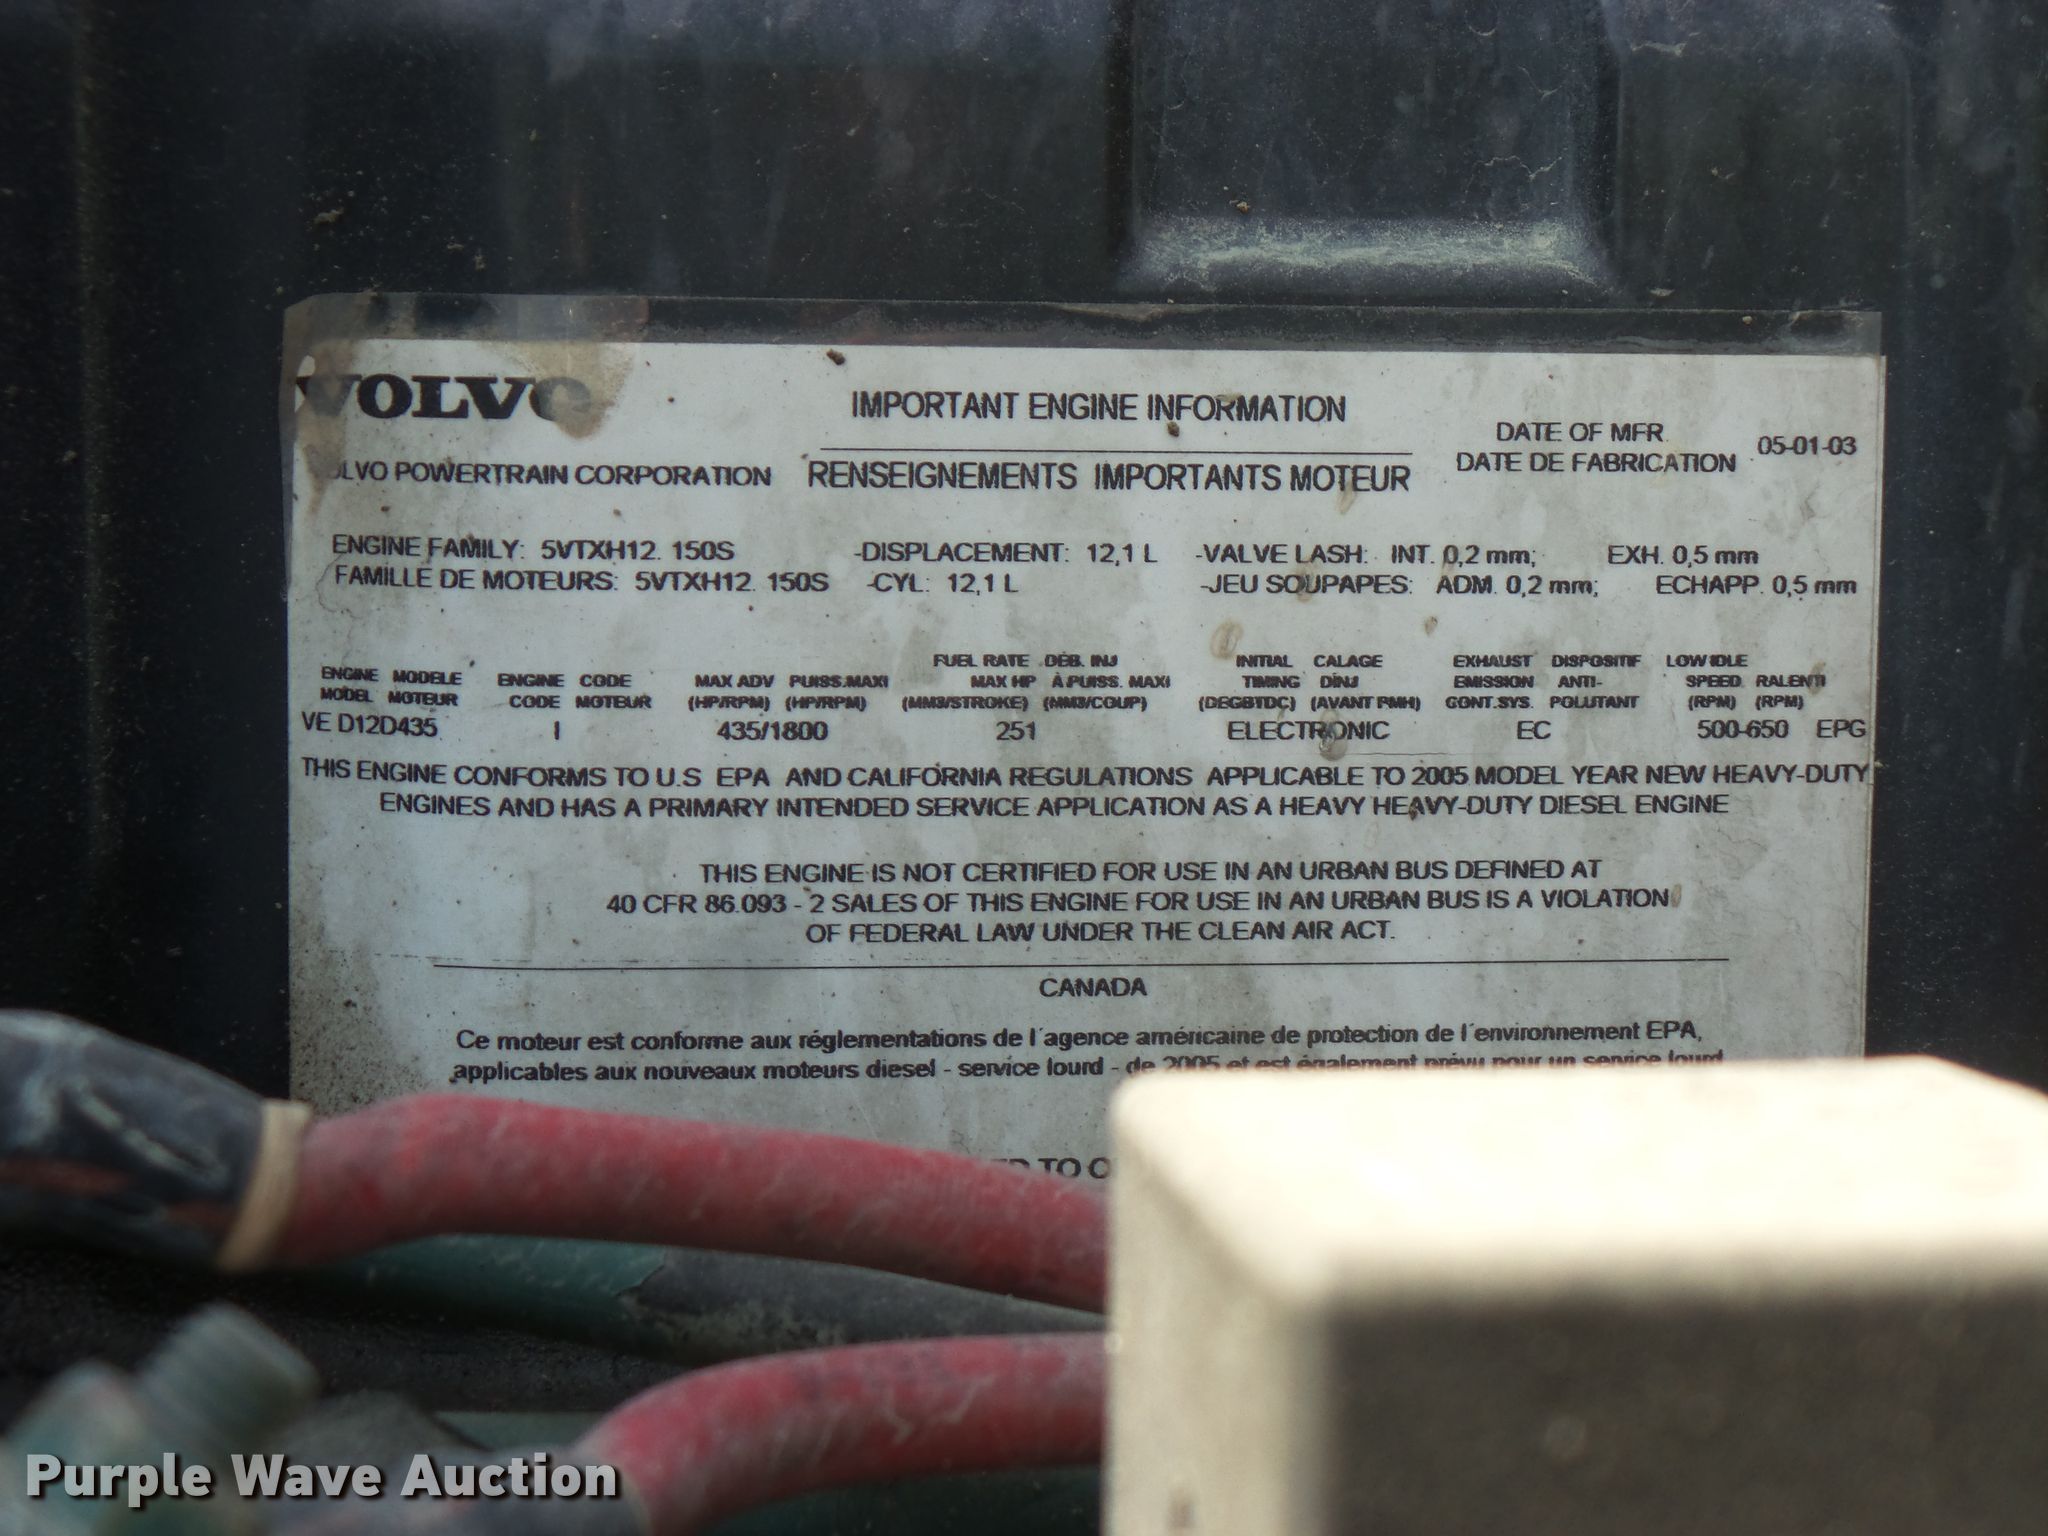 VOLVO
IMPORTANT ENGINE INFORMATION
DATE OF MFR. 05-01-03
DATE DE FABRICATION
VOLVO POWERTRAIN CORPORATION
RENSEIGNEMENTS IMPORTANTS MOTEUR
ENGINE FAMILY: 5VTXH12. 150S -DISPLACEMENT: 12,1 L -VALVE LASH: INT. 0,2 mm; EXH. 0,5 mm
FAMILLE DE MOTEURS: 5VTXH12. 150S -CYL: 12,1 L -JEU SOUPAPES: ADM. 0,2 mm; ECHAPP. 0,5 mm
FUEL RATE DÉB. INJ INITIAL CALAGE EXHAUST DISPOSITIF LOW IDLE
ENGINE MODELE ENGINE CODE MAX ADV PUISS.MAXI MAX HP À.PUISS. MAXI TIMING D'INJ EMISSION ANTI- SPEED RALENTI
MODEL MOTEUR CODE MOTEUR (HP/RPM) (HP/RPM) (MM3/STROKE) (MM3/COUP) (DEGBTDC) (AVANT PMH) CONT.SYS. POLUTANT (RPM) (RPM)
VE D12D435 I 435/1800 251 ELECTRONIC EC 500-650 EPG
THIS ENGINE CONFORMS TO U.S EPA AND CALIFORNIA REGULATIONS APPLICABLE TO 2005 MODEL YEAR NEW HEAVY-DUTY
ENGINES AND HAS A PRIMARY INTENDED SERVICE APPLICATION AS A HEAVY HEAVY-DUTY DIESEL ENGINE
THIS ENGINE IS NOT CERTIFIED FOR USE IN AN URBAN BUS DEFINED AT
40 CFR 86.093 - 2 SALES OF THIS ENGINE FOR USE IN AN URBAN BUS IS A VIOLATION
OF FEDERAL LAW UNDER THE CLEAN AIR ACT.
CANADA
Ce moteur est conforme aux réglementations de l´agence américaine de protection de l´environnement EPA,
applicables aux nouveaux moteurs diesel - service lourd - de 2005 et est également prévu pour un service lourd
TO
Purple Wave Auction